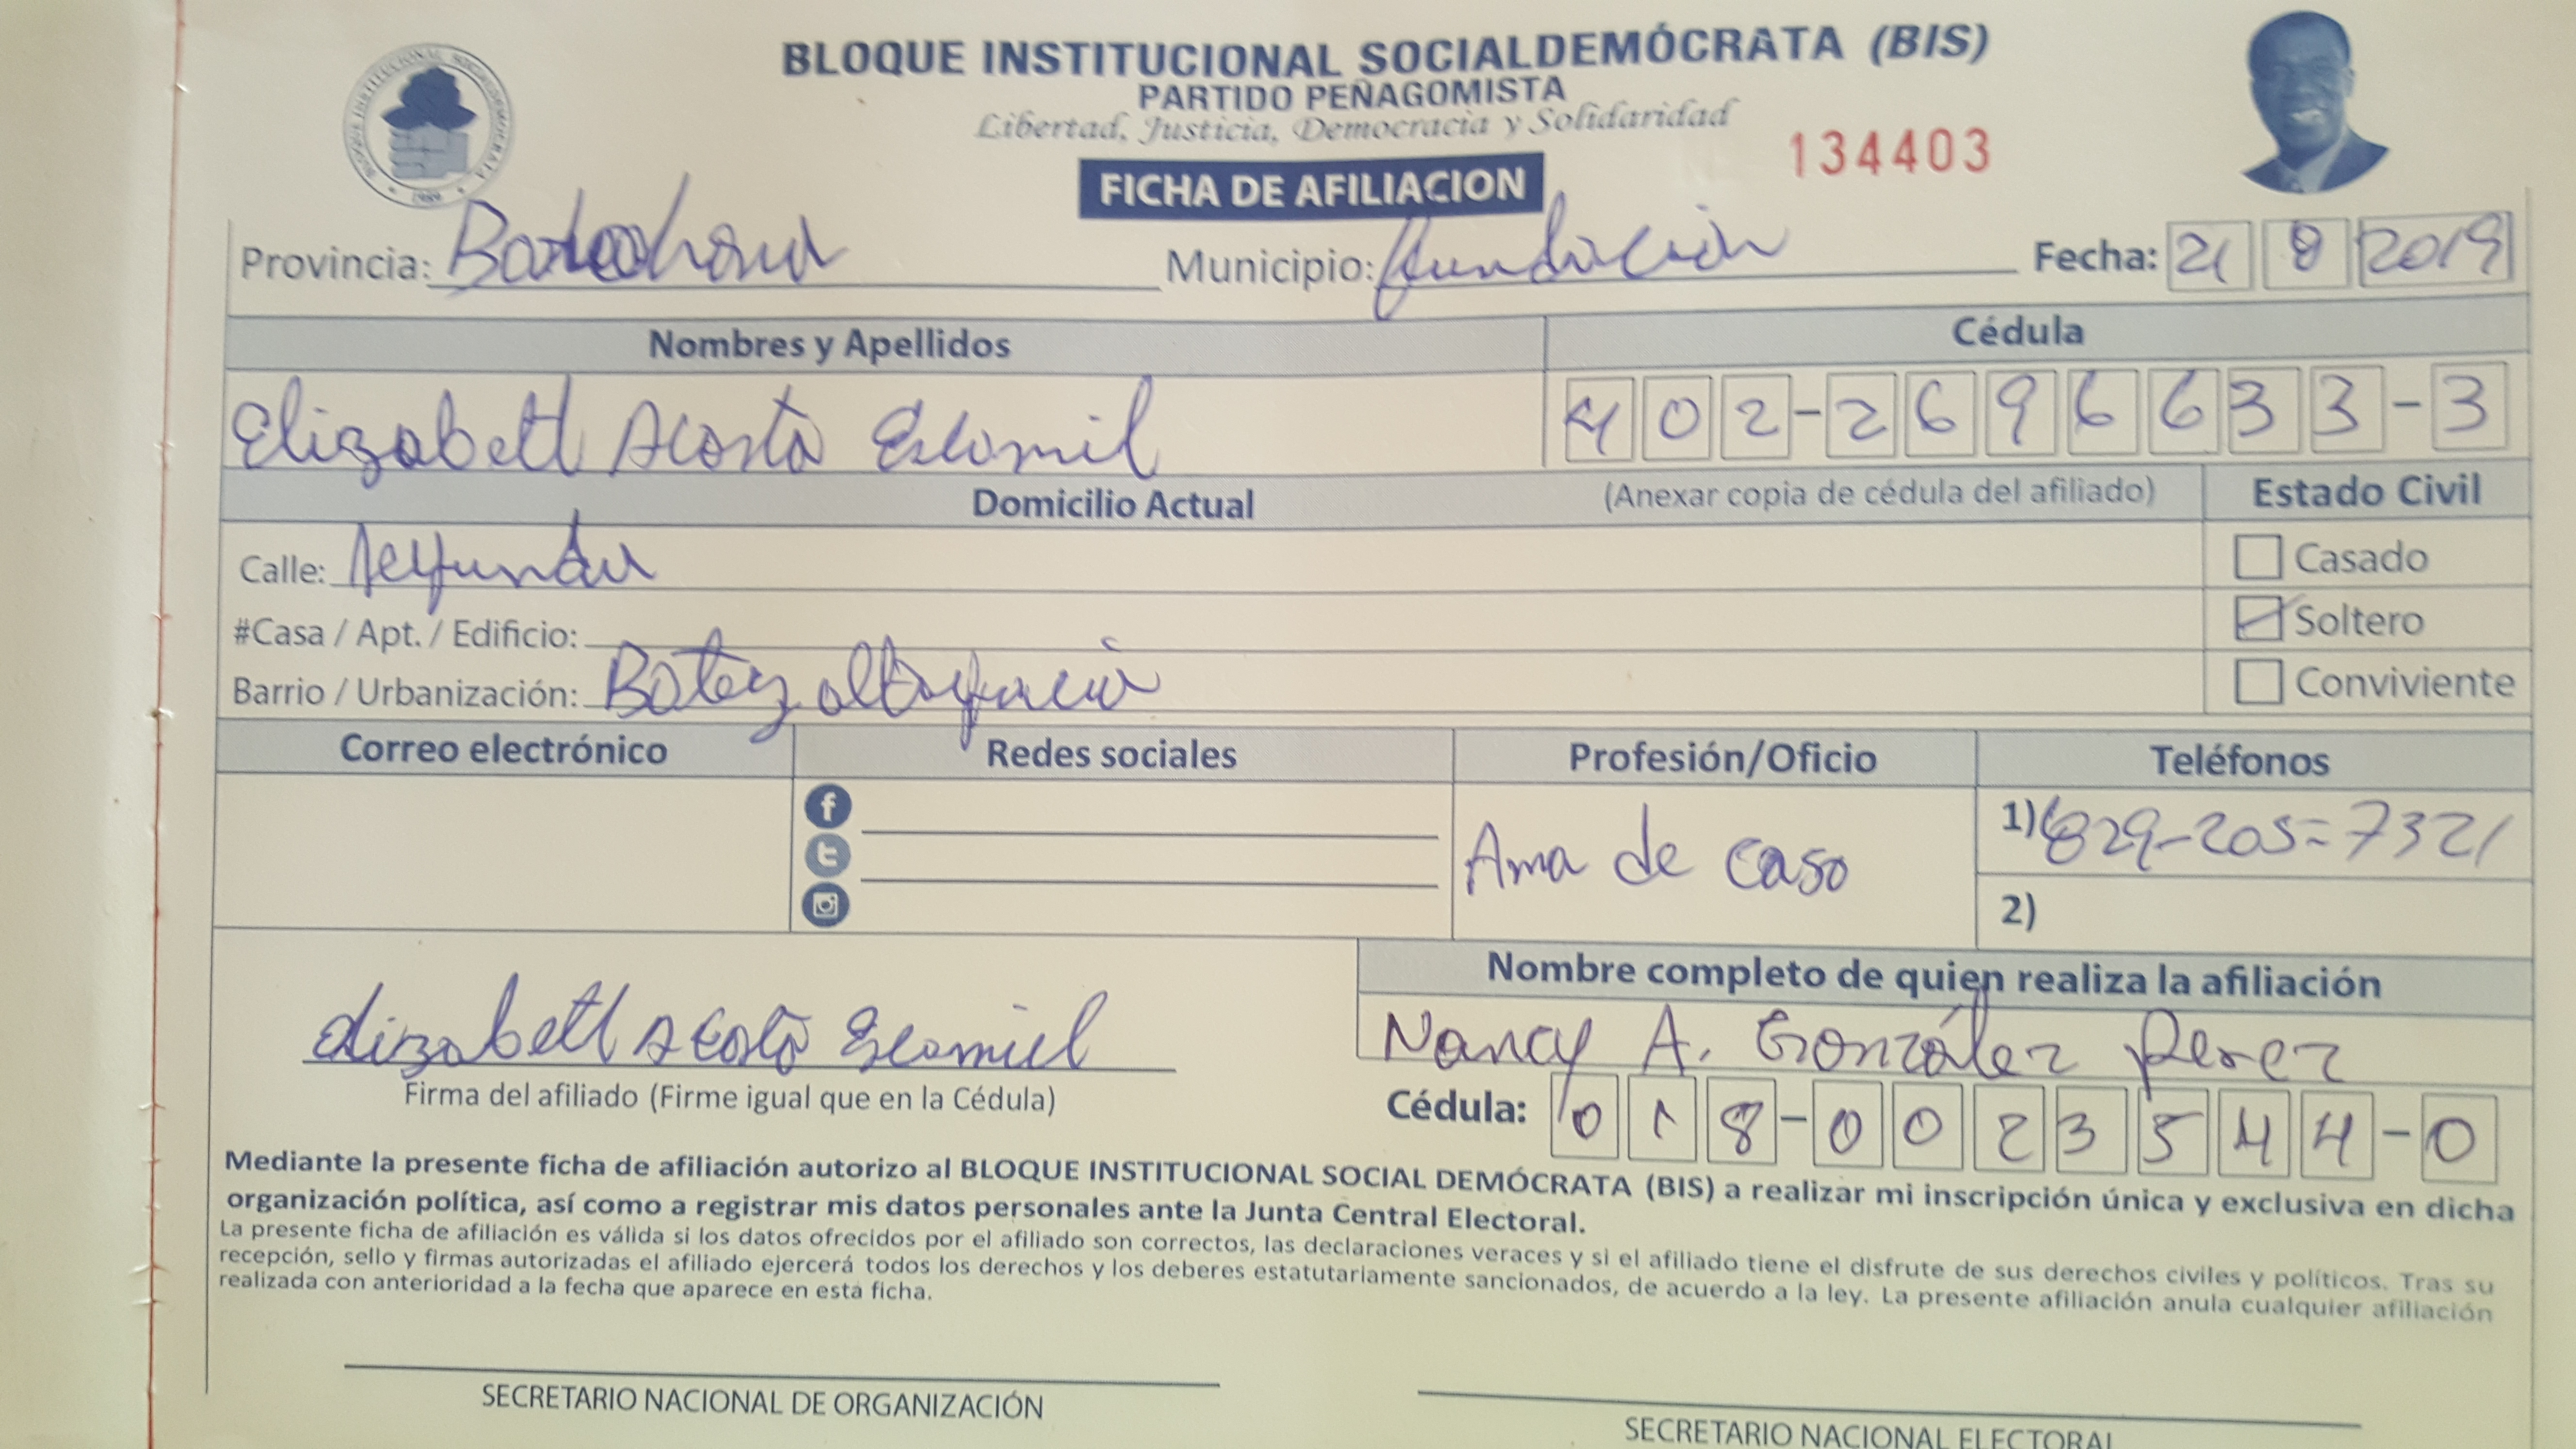 BLOQUE INSTITUCIONAL SOCIALDEMÓCRATA (BIS)
PARTIDO PEÑAGOMISTA
Libertad, Justicia, Democracia y Solidaridad
134403
FICHA DE AFILIACION
Provincia: Municipio: fundación Fecha: 21 8 2019
Nombres y Apellidos Cédula
Elizabeth Acosta Escomil 402-2696633-3
Domicilio Actual (Anexar copia de cédula del afiliado) Estado Civil
Calle: Casado
#Casa / Apt. / Edificio: Soltero
Barrio / Urbanización: Batey Conviviente
Correo electrónico Redes sociales Profesión/Oficio Teléfonos
Ama de casa
1) 829-205-7321
2)
Nombre completo de quien realiza la afiliación
Elizabeth Acosta Escomiel Nancy A. González Perez
Firma del afiliado (Firme igual que en la Cédula) Cédula: 018-0023544-0
Mediante la presente ficha de afiliación autorizo al BLOQUE INSTITUCIONAL SOCIAL DEMÓCRATA (BIS) a realizar mi inscripción única y exclusiva en dicha
organización política, así como a registrar mis datos personales ante la Junta Central Electoral.
La presente ficha de afiliación es válida si los datos ofrecidos por el afiliado son correctos, las declaraciones veraces y si el afiliado tiene el disfrute de sus derechos civiles y políticos. Tras su
recepción, sello y firmas autorizadas el afiliado ejercerá todos los derechos y los deberes estatutariamente sancionados, de acuerdo a la ley. La presente afiliación anula cualquier afiliación
realizada con anterioridad a la fecha que aparece en esta ficha.
SECRETARIO NACIONAL DE ORGANIZACIÓN SECRETARIO NACIONAL ELECTORAL